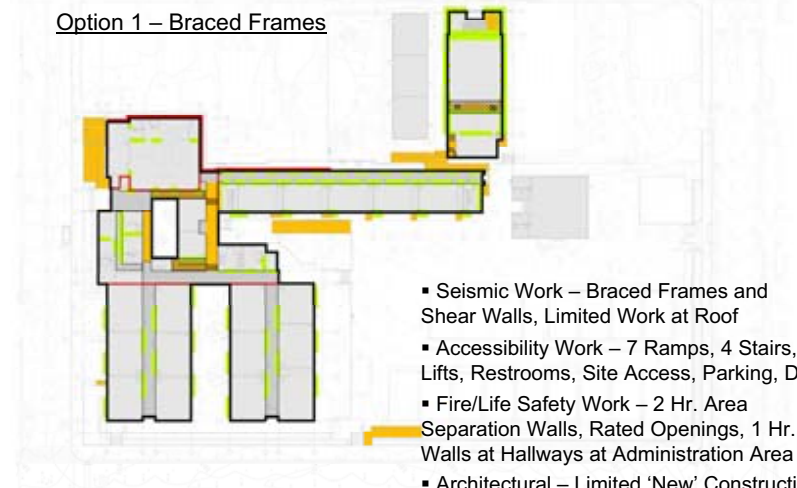 Option 1 – Braced Frames
▪ Seismic Work – Braced Frames and
Shear Walls, Limited Work at Roof
▪ Accessibility Work – 7 Ramps, 4 Stairs,
Lifts, Restrooms, Site Access, Parking, D
▪ Fire/Life Safety Work – 2 Hr. Area
Separation Walls, Rated Openings, 1 Hr.
Walls at Hallways at Administration Area
▪ Architectural – Limited ‘New’